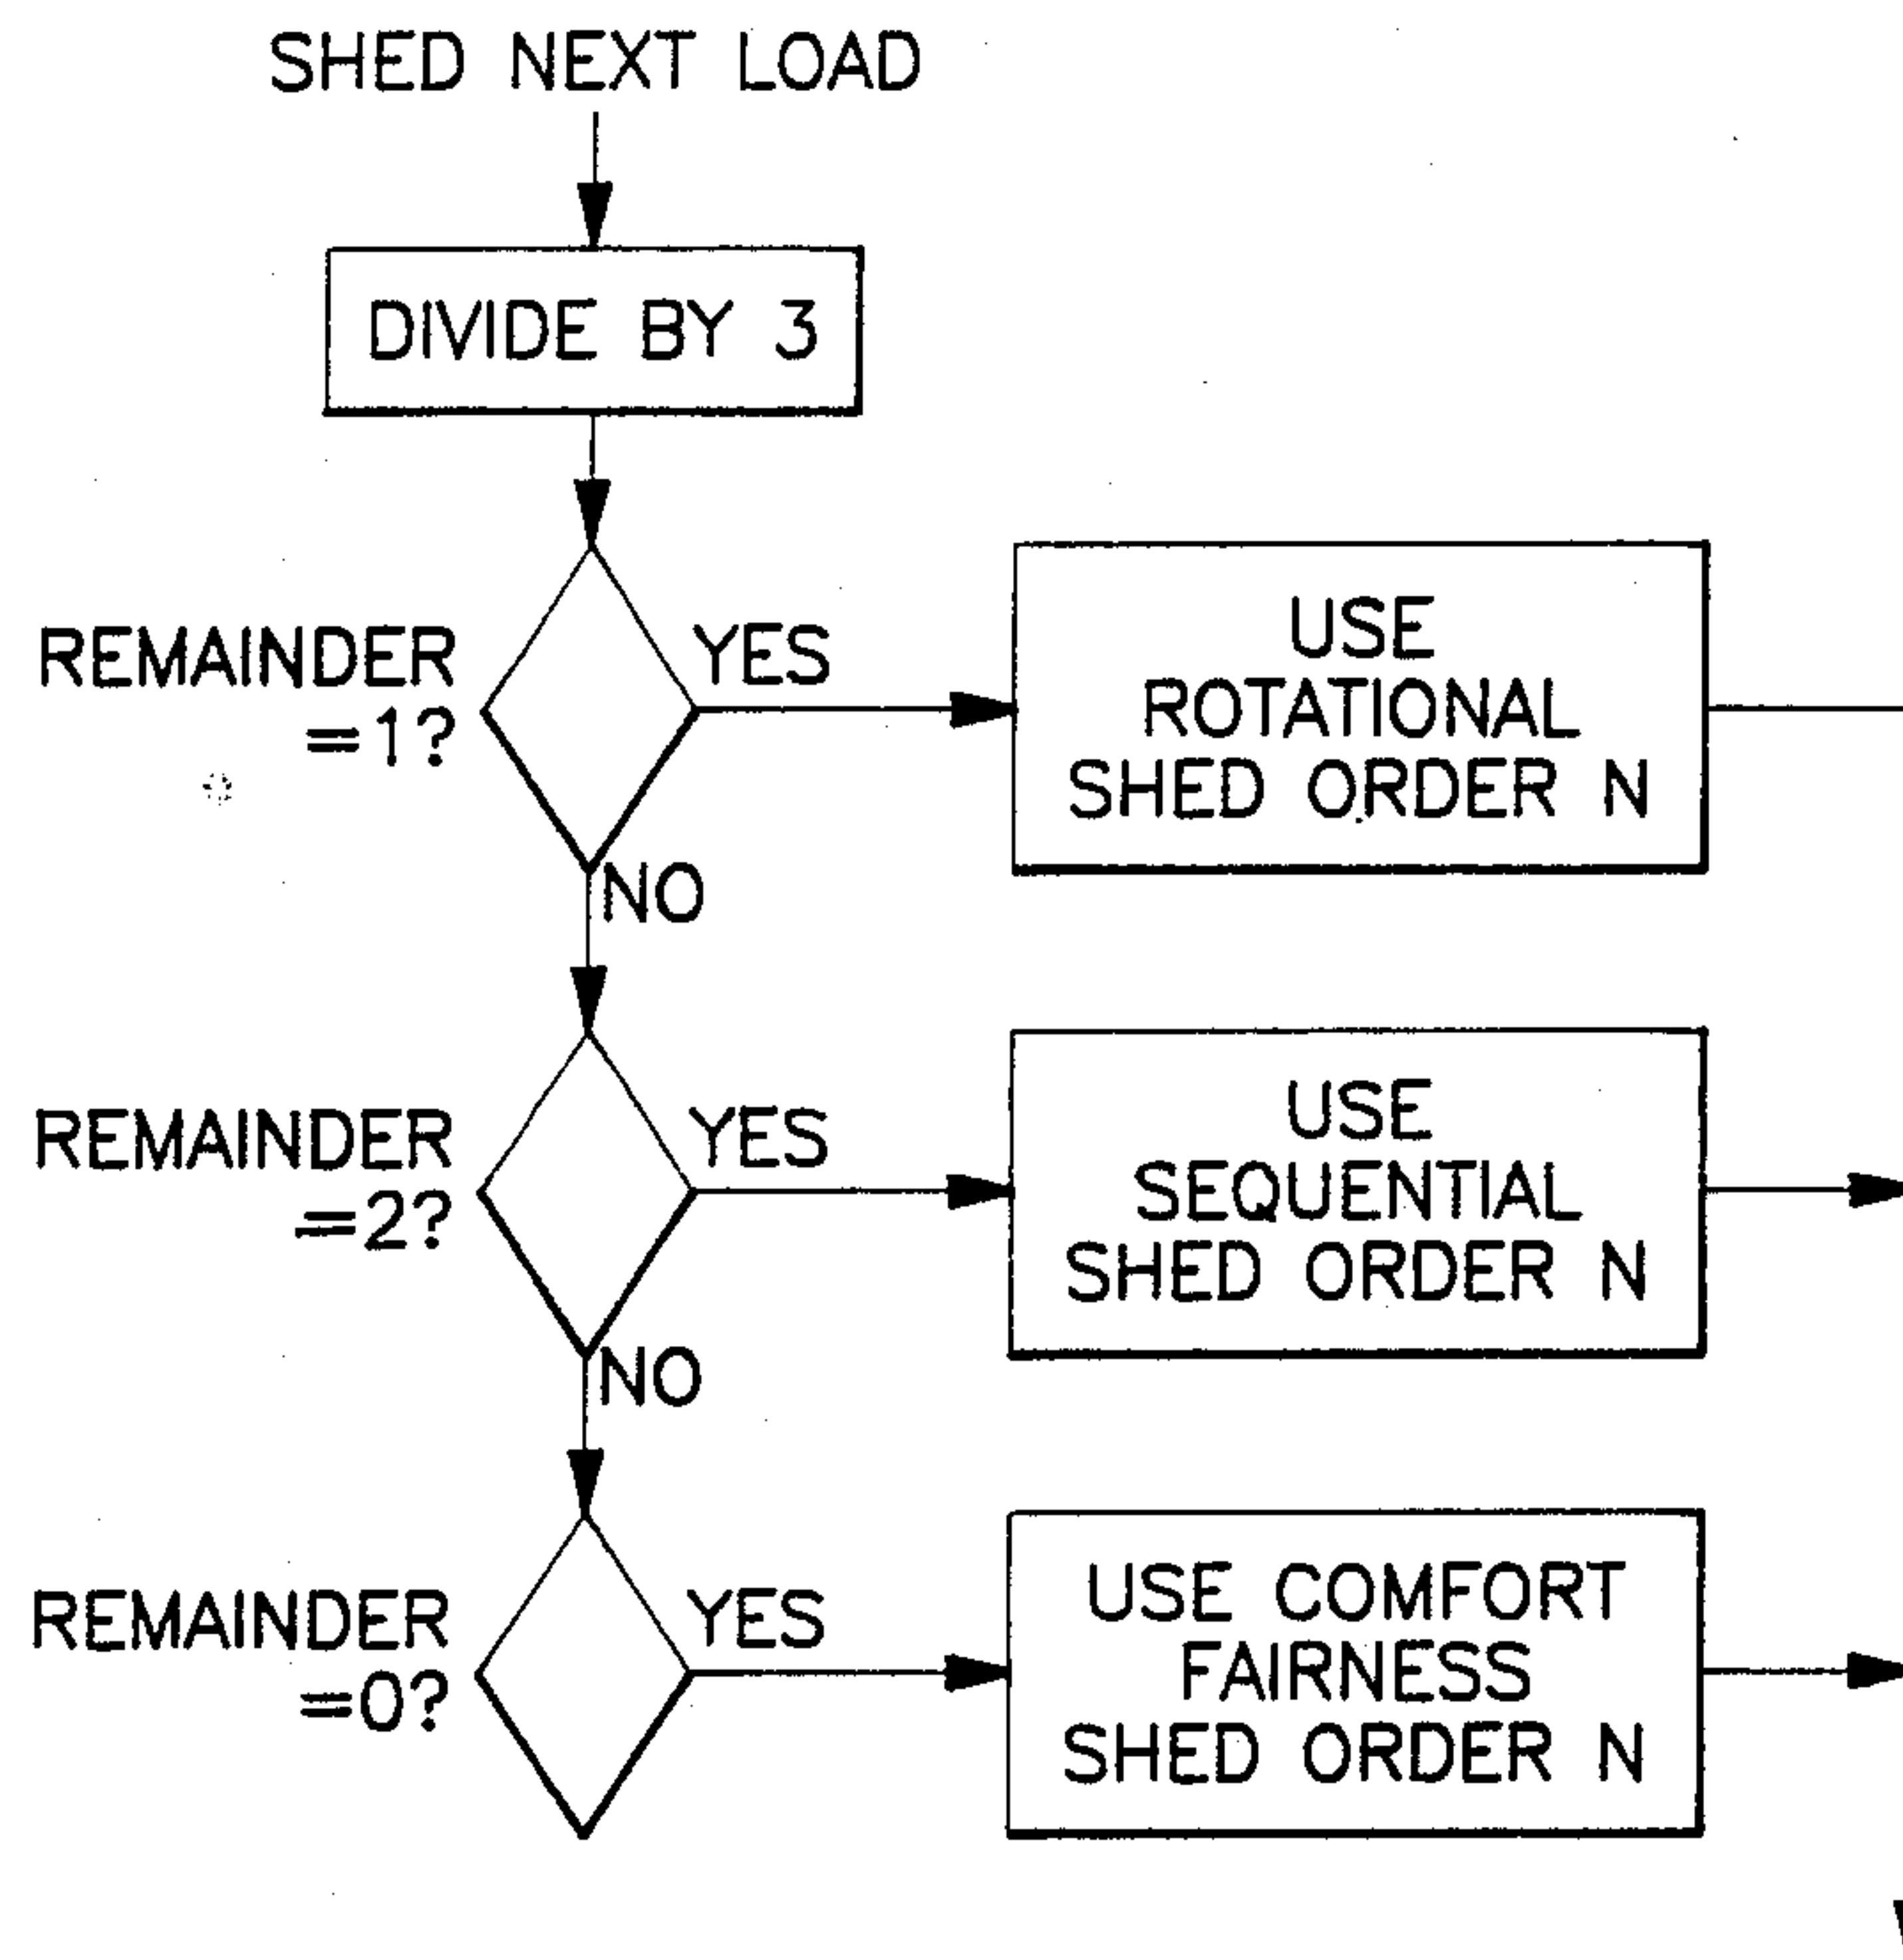 SHED NEXT LOAD
DIVIDE BY 3
REMAINDER
=1?
YES
USE
ROTATIONAL
SHED ORDER N
NO
REMAINDER
=2?
YES
USE
SEQUENTIAL
SHED ORDER N
NO
REMAINDER
=0?
YES
USE COMFORT
FAIRNESS
SHED ORDER N